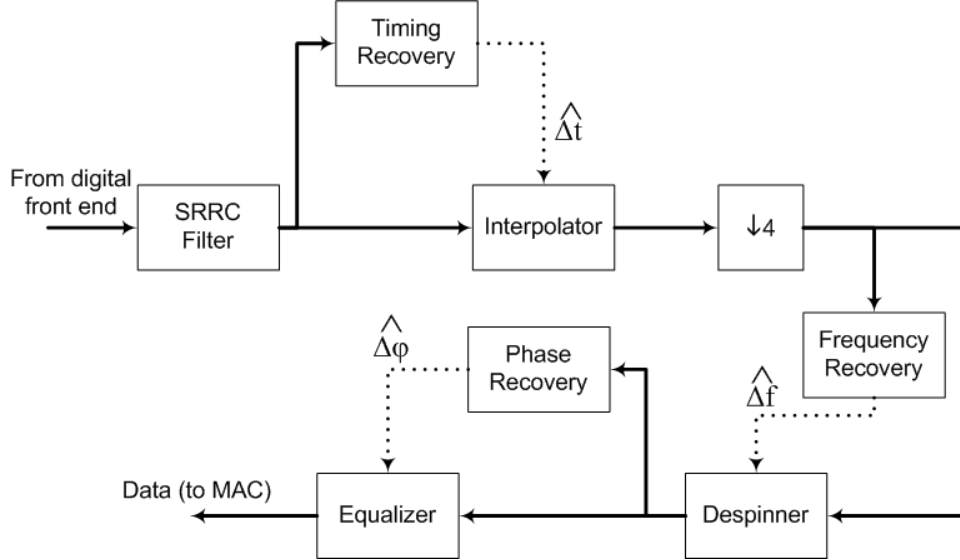 Timing
Recovery
Δt̂
From digital
front end
SRRC
Filter
Interpolator
↓4
Δφ̂
Phase
Recovery
Frequency
Recovery
Δf̂
Data (to MAC)
Equalizer
Despinner